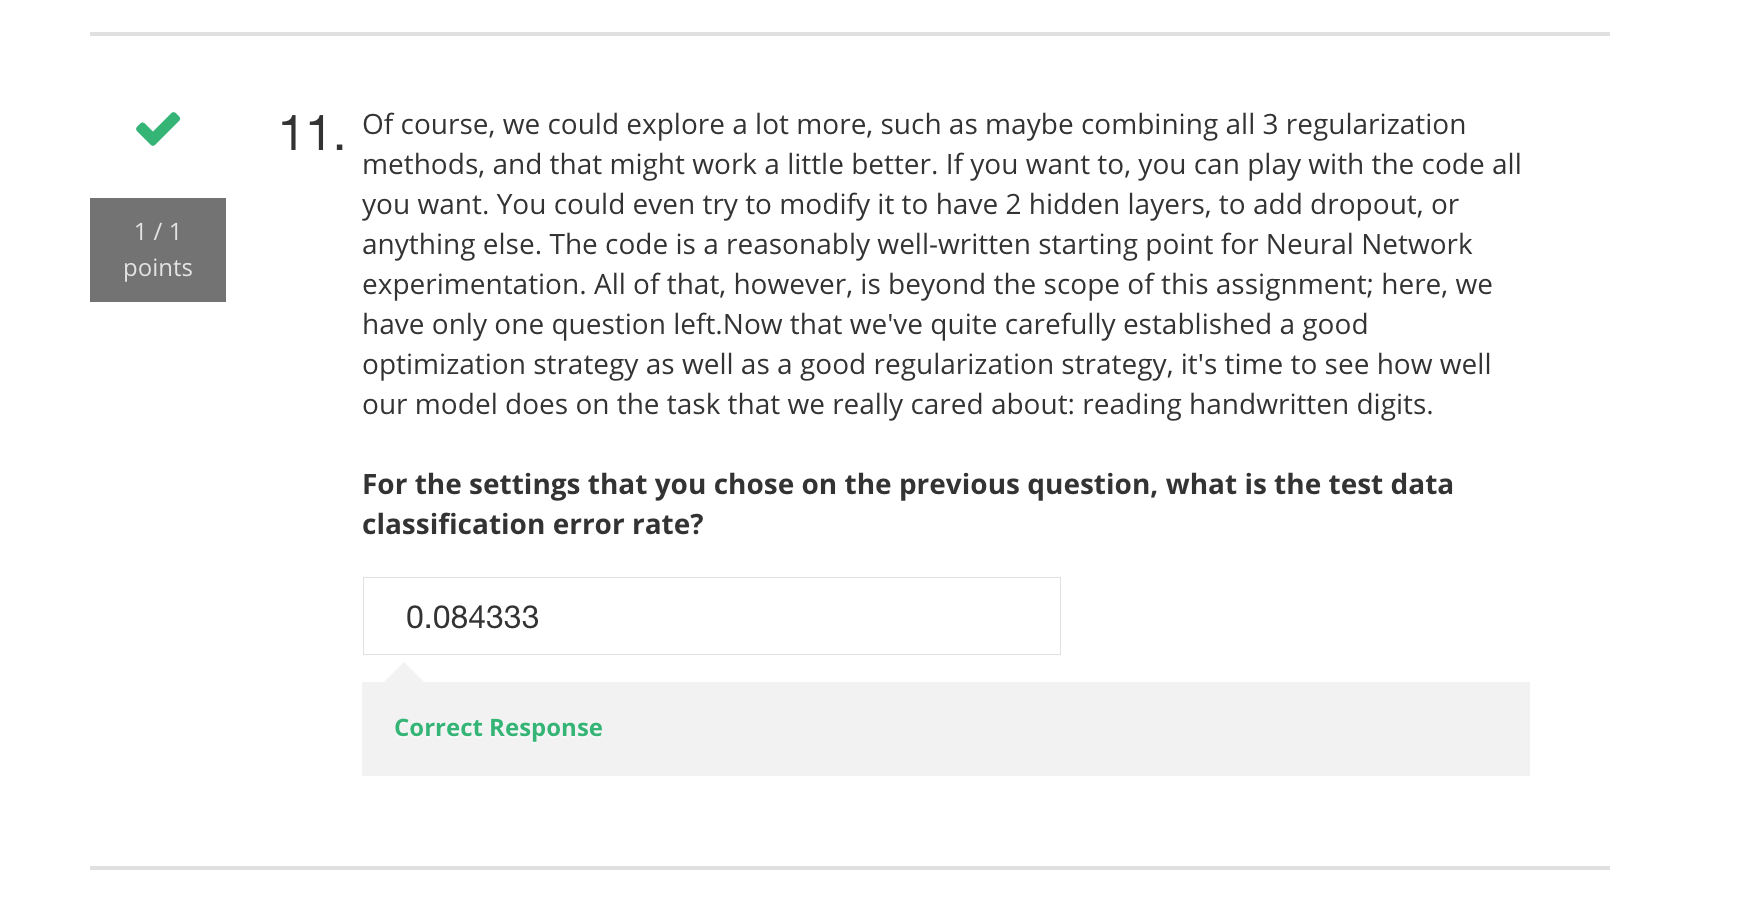 11.
Of course, we could explore a lot more, such as maybe combining all 3 regularization
methods, and that might work a little better. If you want to, you can play with the code all
you want. You could even try to modify it to have 2 hidden layers, to add dropout, or
anything else. The code is a reasonably well-written starting point for Neural Network
experimentation. All of that, however, is beyond the scope of this assignment; here, we
have only one question left.Now that we've quite carefully established a good
optimization strategy as well as a good regularization strategy, it's time to see how well
our model does on the task that we really cared about: reading handwritten digits.
1 / 1
points
For the settings that you chose on the previous question, what is the test data
classification error rate?
0.084333
Correct Response